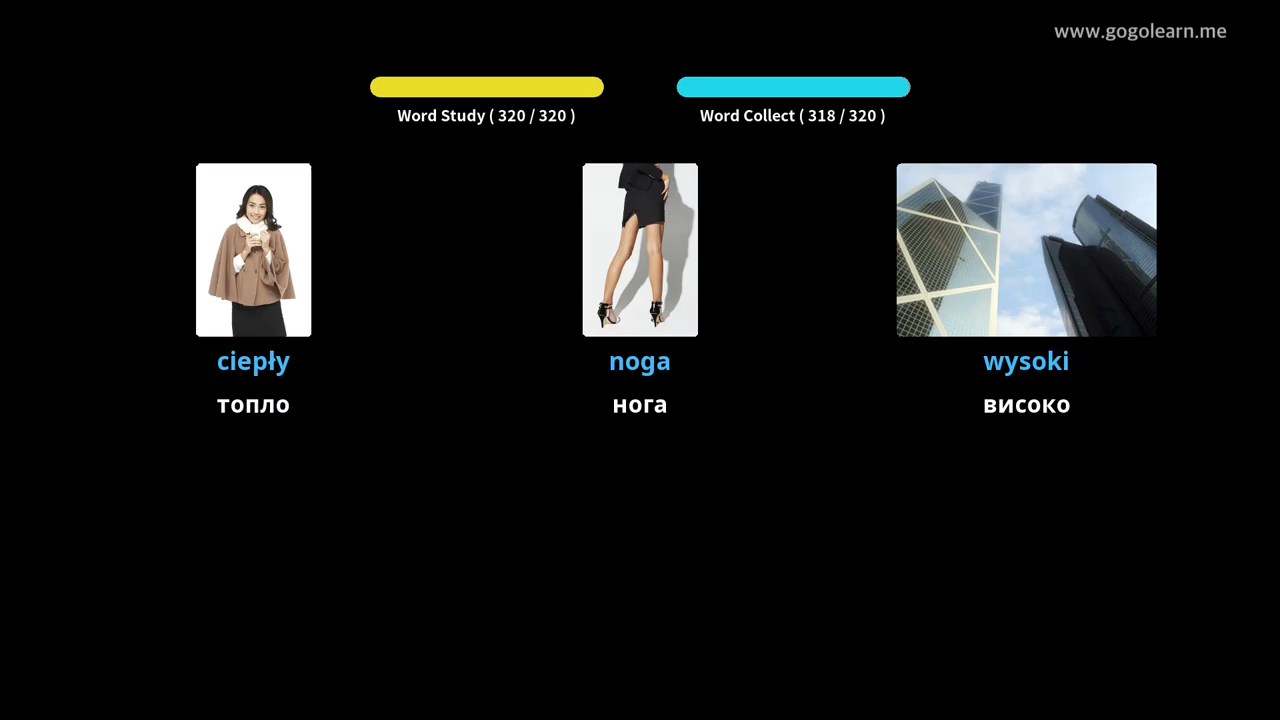 www.gogolearn.me
Word Study ( 320 / 320 )
Word Collect ( 318 / 320 )
ciepły
noga
wysoki
топло
нога
високо